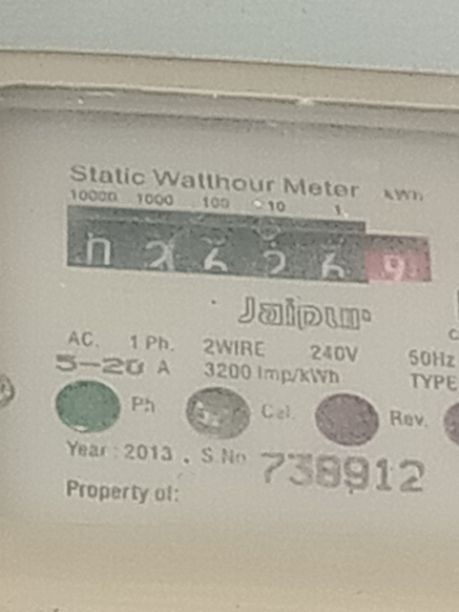 Static Watthour Meter kWh
10000 1000 100 10 1
Jaipur
AC. 1 Ph. 2WIRE 240V 50Hz
5-20 A 3200 Imp/kWh TYPE
Ph Cal. Rev.
Year : 2013 . S.No 738912
Property of: